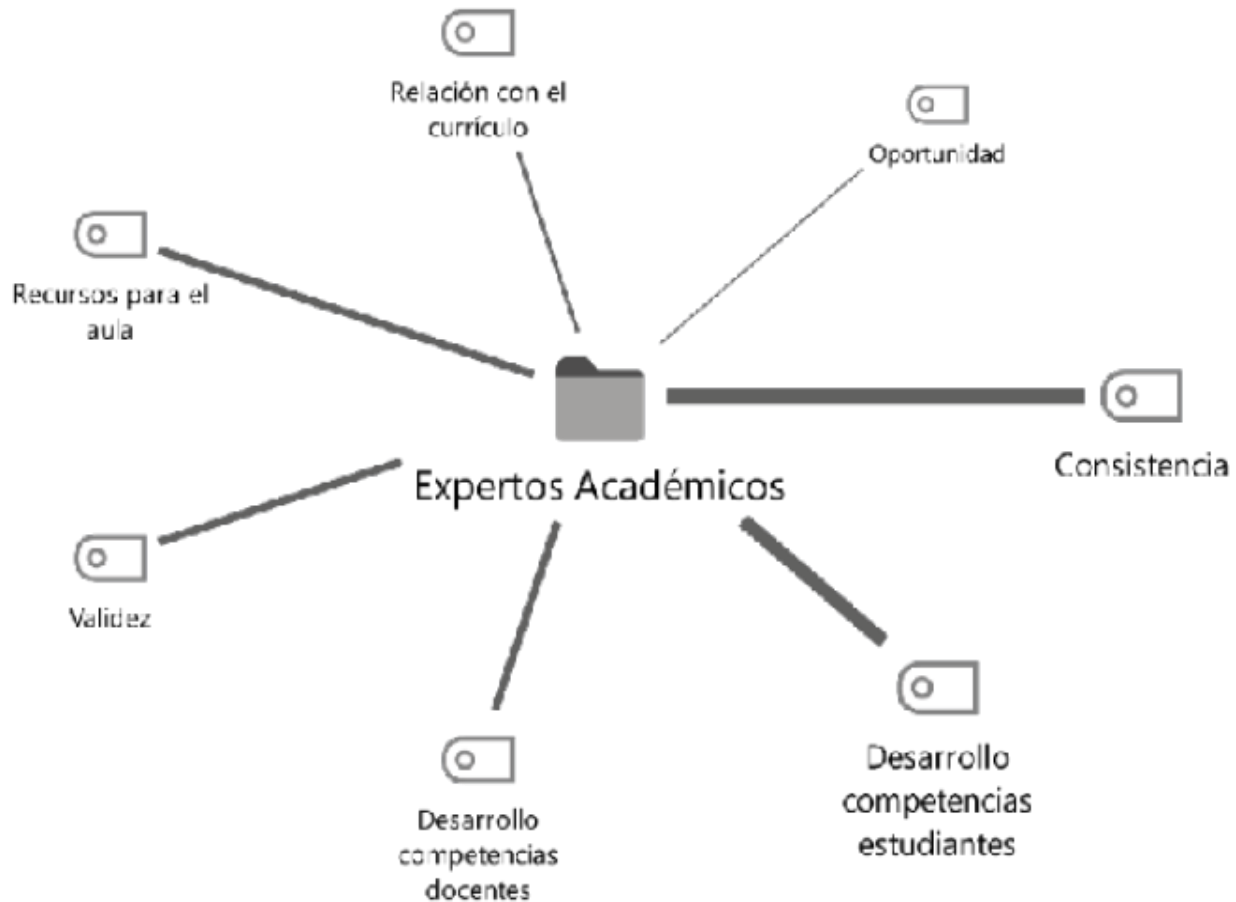 Relación con el
currículo
Oportunidad
Recursos para el
aula
Consistencia
Expertos Académicos
Validez
Desarrollo
competencias
estudiantes
Desarrollo
competencias
docentes